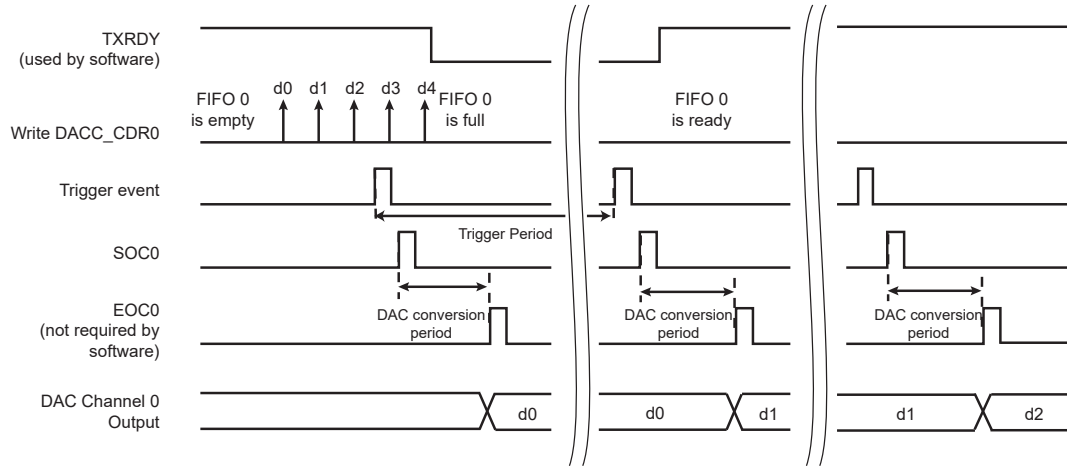 TXRDY
(used by software)
FIFO 0
is empty
d0
d1
d2
d3
d4
FIFO 0
is full
FIFO 0
is ready
Write DACC_CDR0
Trigger event
Trigger Period
SOC0
DAC conversion
period
DAC conversion
period
DAC conversion
period
EOC0
(not required by
software)
DAC Channel 0
Output
d0
d0
d1
d1
d2